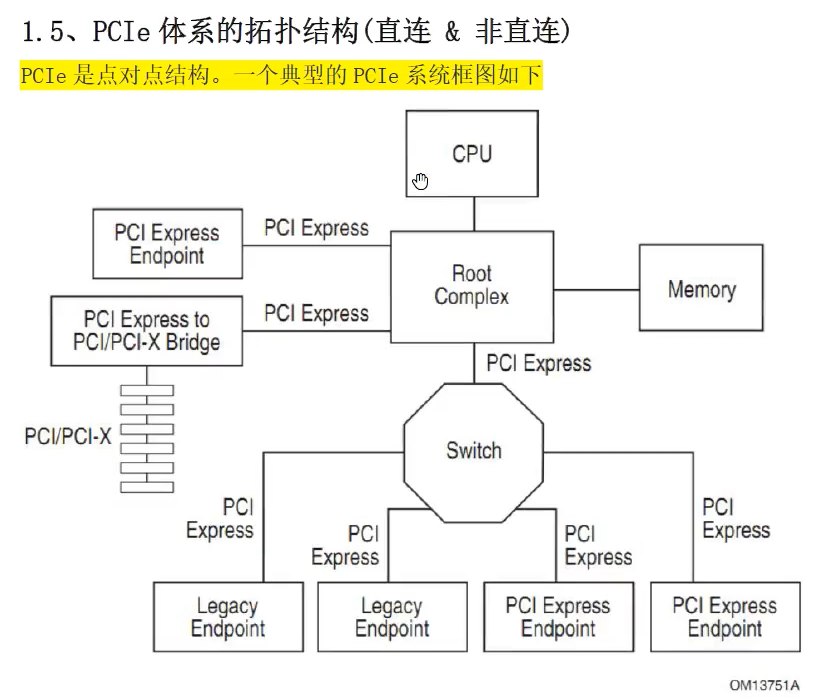 1.5、PCIe 体系的拓扑结构(直连 & 非直连)
PCIe 是点对点结构。一个典型的 PCIe 系统框图如下
CPU
PCI Express
Endpoint
PCI Express
Root
Complex
Memory
PCI Express to
PCI/PCI-X Bridge
PCI Express
PCI Express
PCI/PCI-X
Switch
PCI
Express
PCI
Express
PCI
Express
PCI
Express
Legacy
Endpoint
Legacy
Endpoint
PCI Express
Endpoint
PCI Express
Endpoint
OM13751A